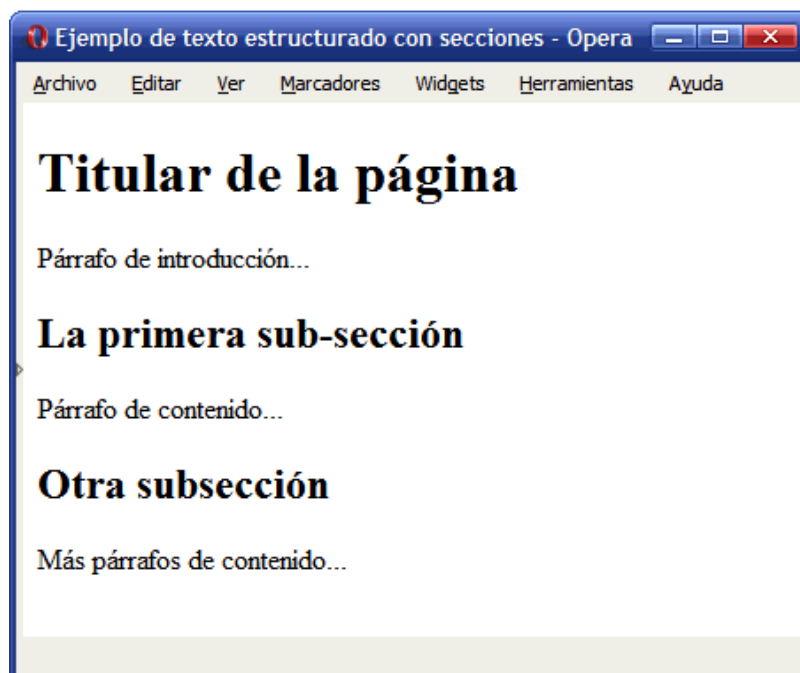 Ejemplo de texto estructurado con secciones - Opera
Archivo Editar Ver Marcadores Widgets Herramientas Ayuda
Titular de la página
Párrafo de introducción...
La primera sub-sección
Párrafo de contenido...
Otra subsección
Más párrafos de contenido...